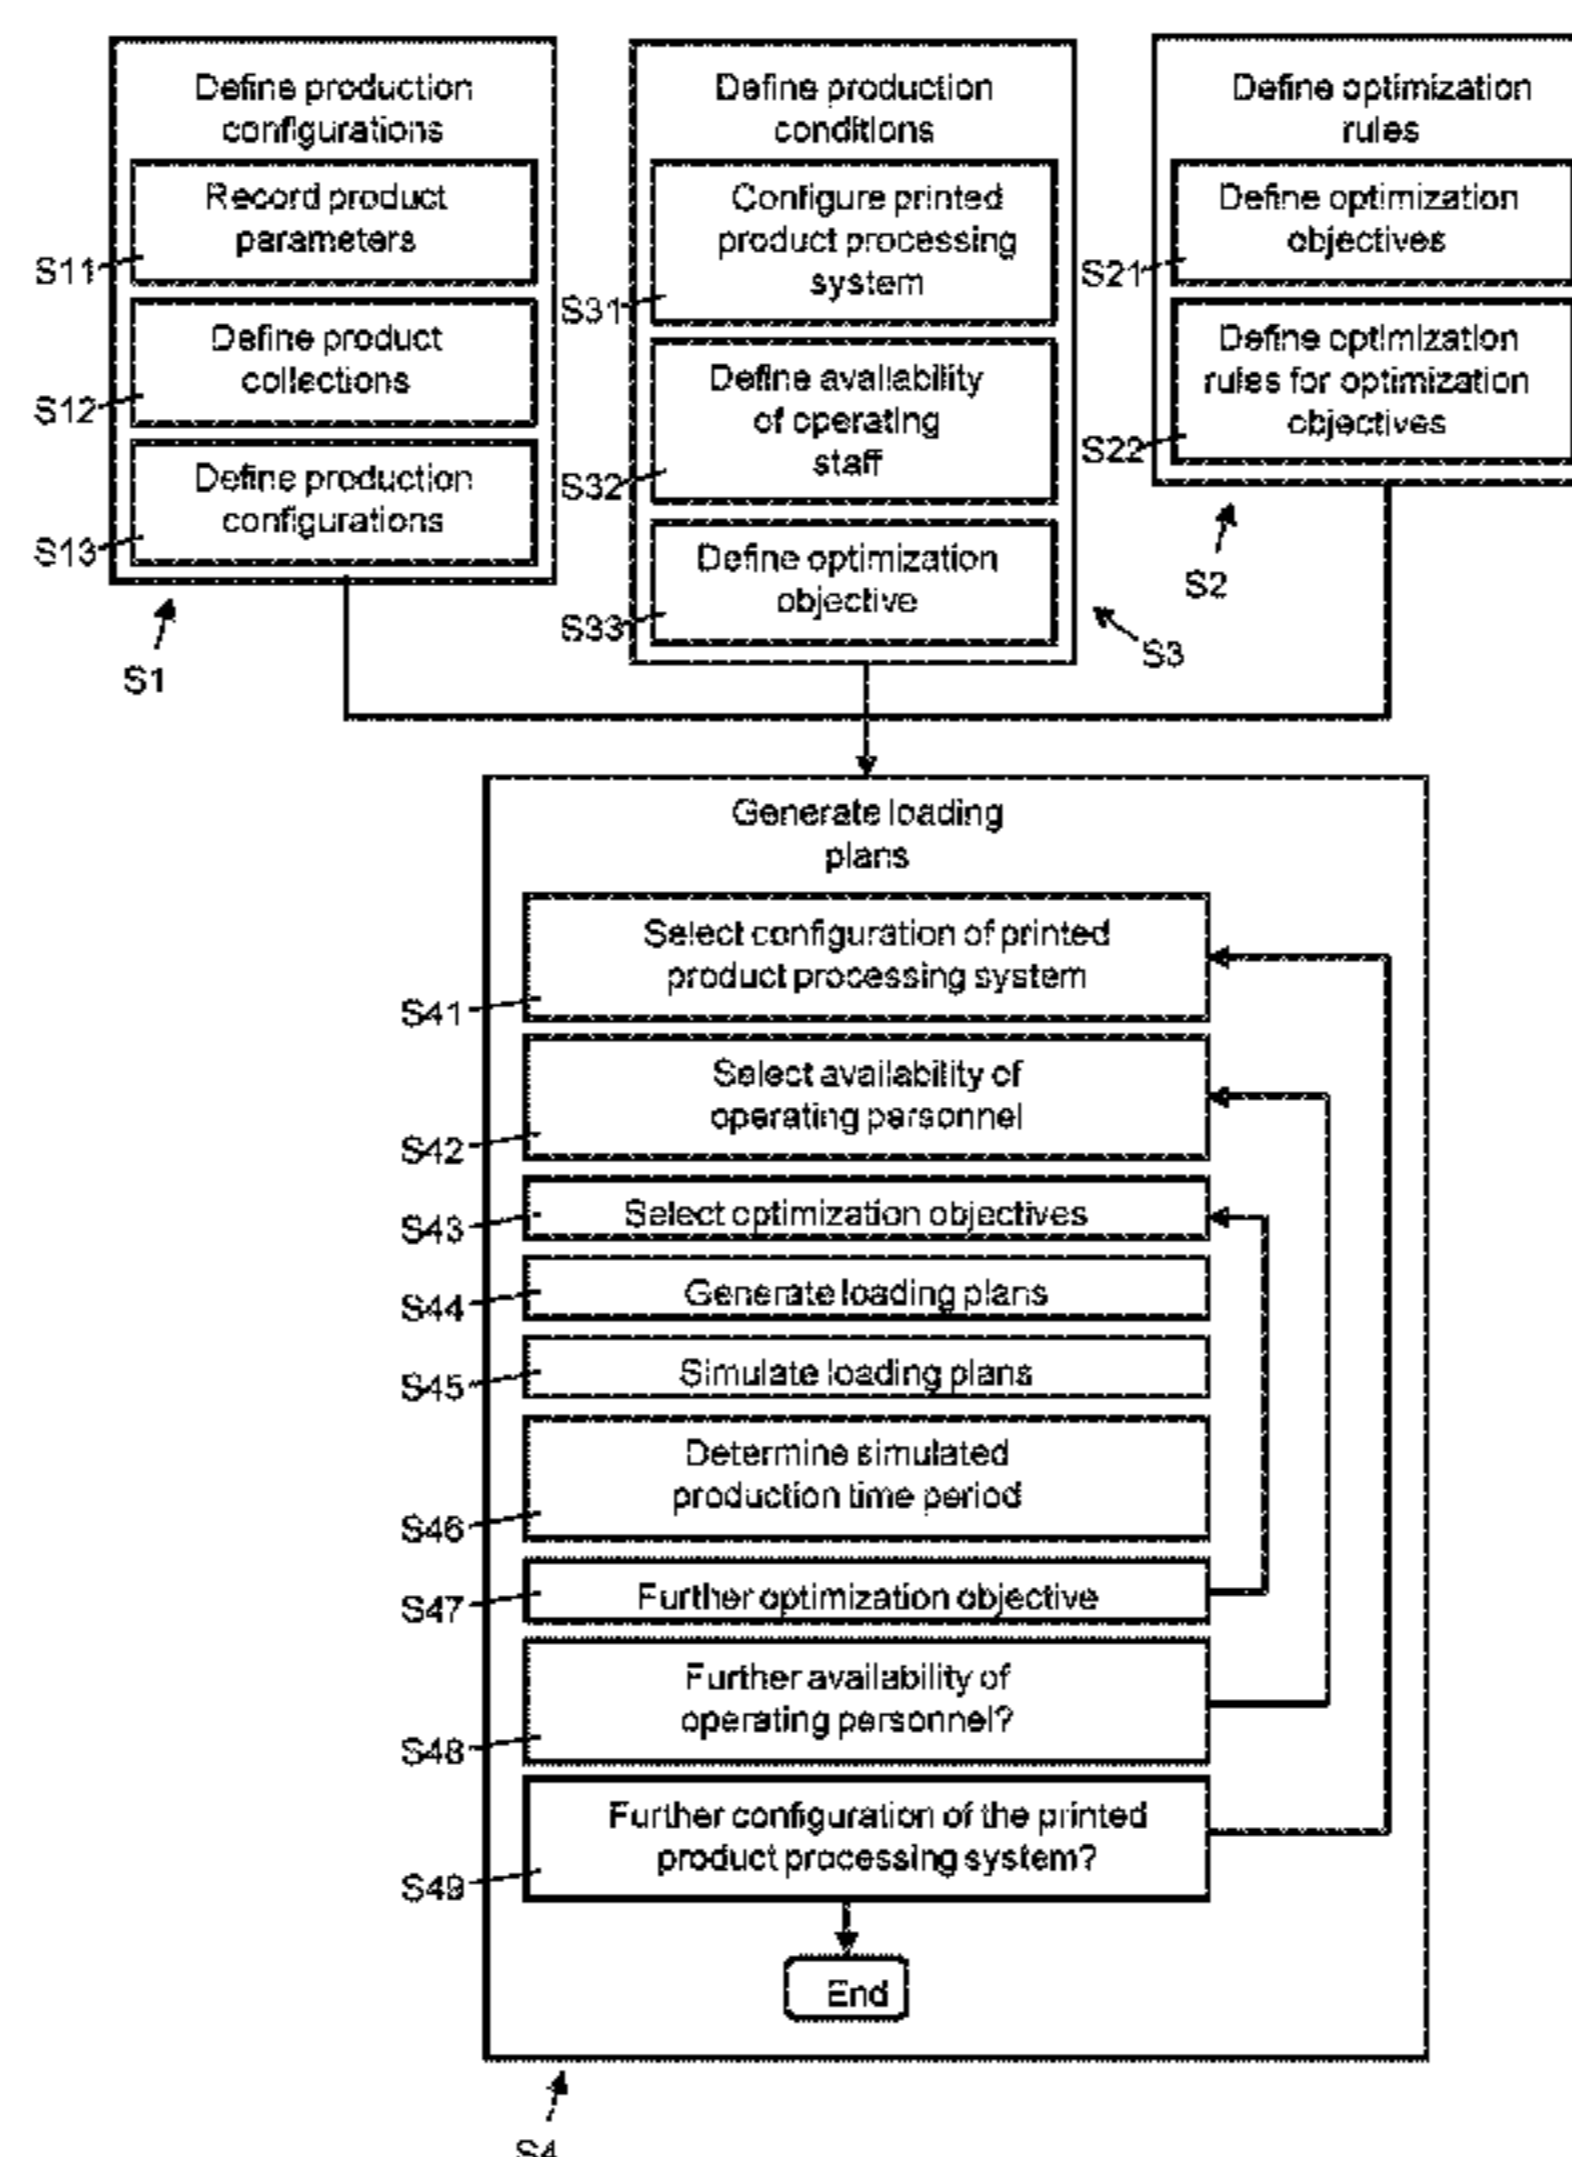 Define production
configurations
Record product
parameters
S11
Define product
collections
S12
Define production
configurations
S13
S1
Define production
conditions
Configure printed
product processing
system
S31
Define availability
of operating
staff
S32
Define optimization
objective
S33
S3
Define optimization
rules
Define optimization
objectives
S21
Define optimization
rules for optimization
objectives
S22
S2
Generate loading
plans
Select configuration of printed
product processing system
S41
Select availability of
operating personnel
S42
Select optimization objectives
S43
Generate loading plans
S44
Simulate loading plans
S45
Determine simulated
production time period
S46
Further optimization objective
S47
Further availability of
operating personnel?
S48
Further configuration of the printed
product processing system?
S49
End
S4